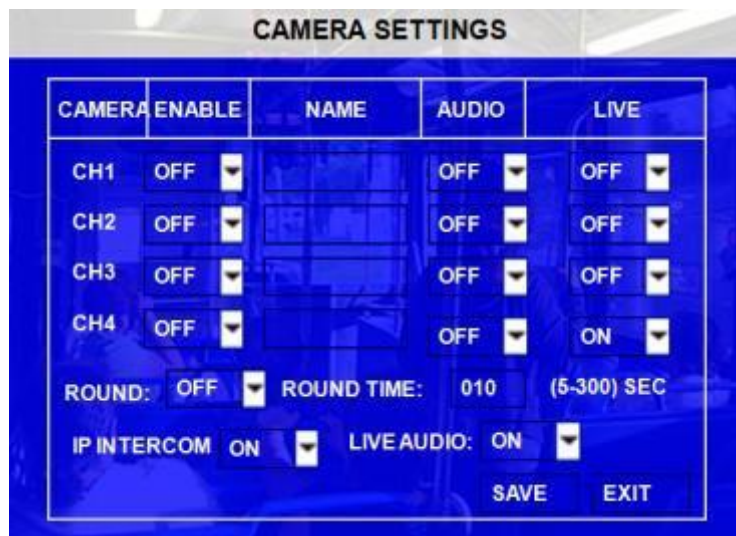 CAMERA SETTINGS
CAMERA ENABLE NAME AUDIO LIVE
CH1 OFF OFF OFF
CH2 OFF OFF OFF
CH3 OFF OFF OFF
CH4 OFF OFF ON
ROUND: OFF ROUND TIME: 010 (5-300) SEC
IP INTERCOM ON LIVE AUDIO: ON
SAVE EXIT